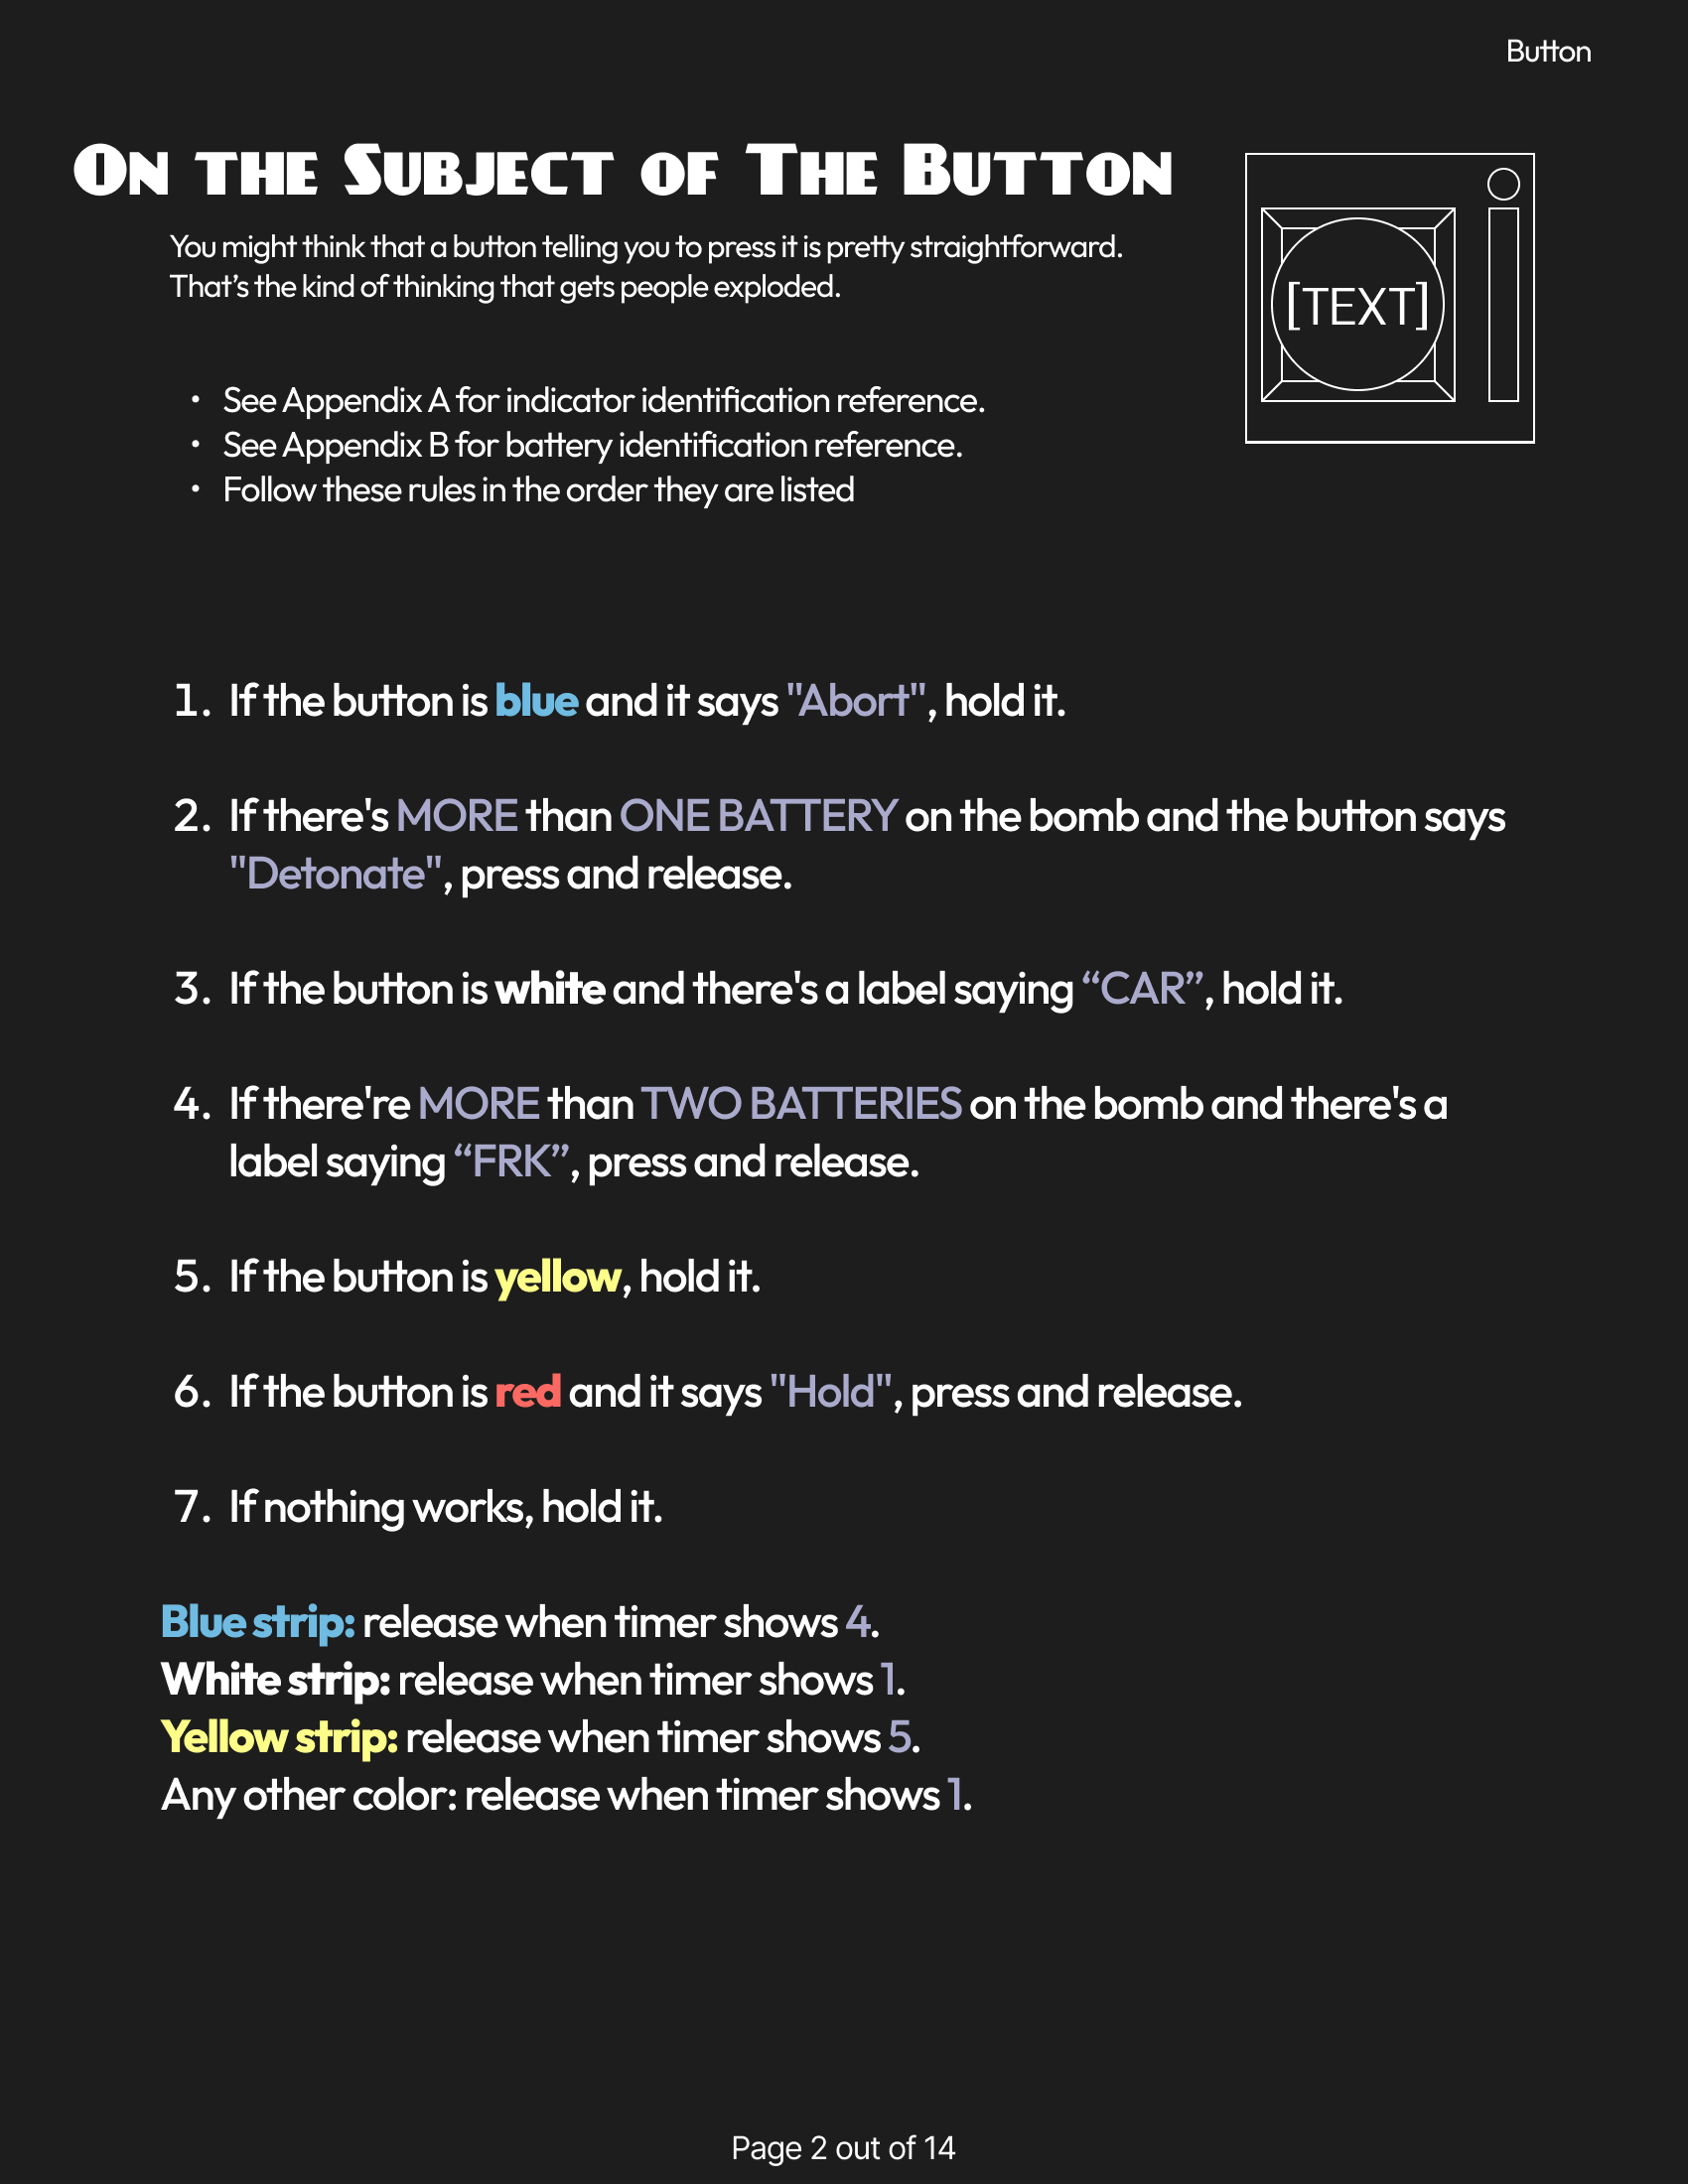 Button
On the Subject of The Button
You might think that a button telling you to press it is pretty straightforward.
That’s the kind of thinking that gets people exploded.
[TEXT]
• See Appendix A for indicator identification reference.
• See Appendix B for battery identification reference.
• Follow these rules in the order they are listed
1. If the button is blue and it says "Abort", hold it.
2. If there's MORE than ONE BATTERY on the bomb and the button says
"Detonate", press and release.
3. If the button is white and there's a label saying “CAR”, hold it.
4. If there're MORE than TWO BATTERIES on the bomb and there's a
label saying “FRK”, press and release.
5. If the button is yellow, hold it.
6. If the button is red and it says "Hold", press and release.
7. If nothing works, hold it.
Blue strip: release when timer shows 4.
White strip: release when timer shows 1.
Yellow strip: release when timer shows 5.
Any other color: release when timer shows 1.
Page 2 out of 14